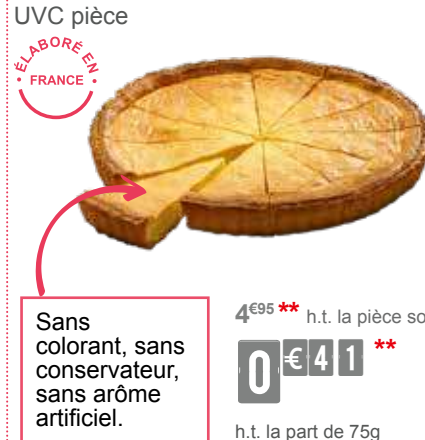 UVC pièce
ÉLABORÉ EN
FRANCE
Sans
colorant, sans
conservateur,
sans arôme
artificiel.
4€95 ** h.t. la pièce so
0€41 **
h.t. la part de 75g